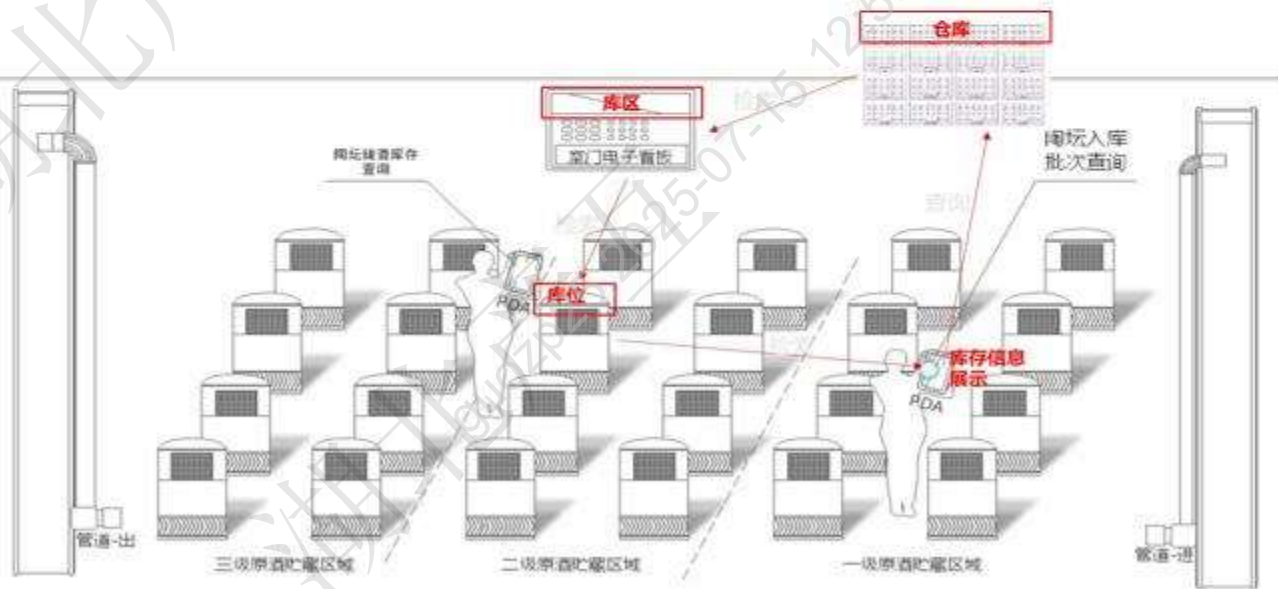 仓库
库区
室门电子看板
陶坛储酒库存
查询
陶坛入库
批次查询
查询
PDA
库位
库存信息
展示
PDA
管道-出
管道-进
三级原酒贮藏区域
二级原酒贮藏区域
一级原酒贮藏区域